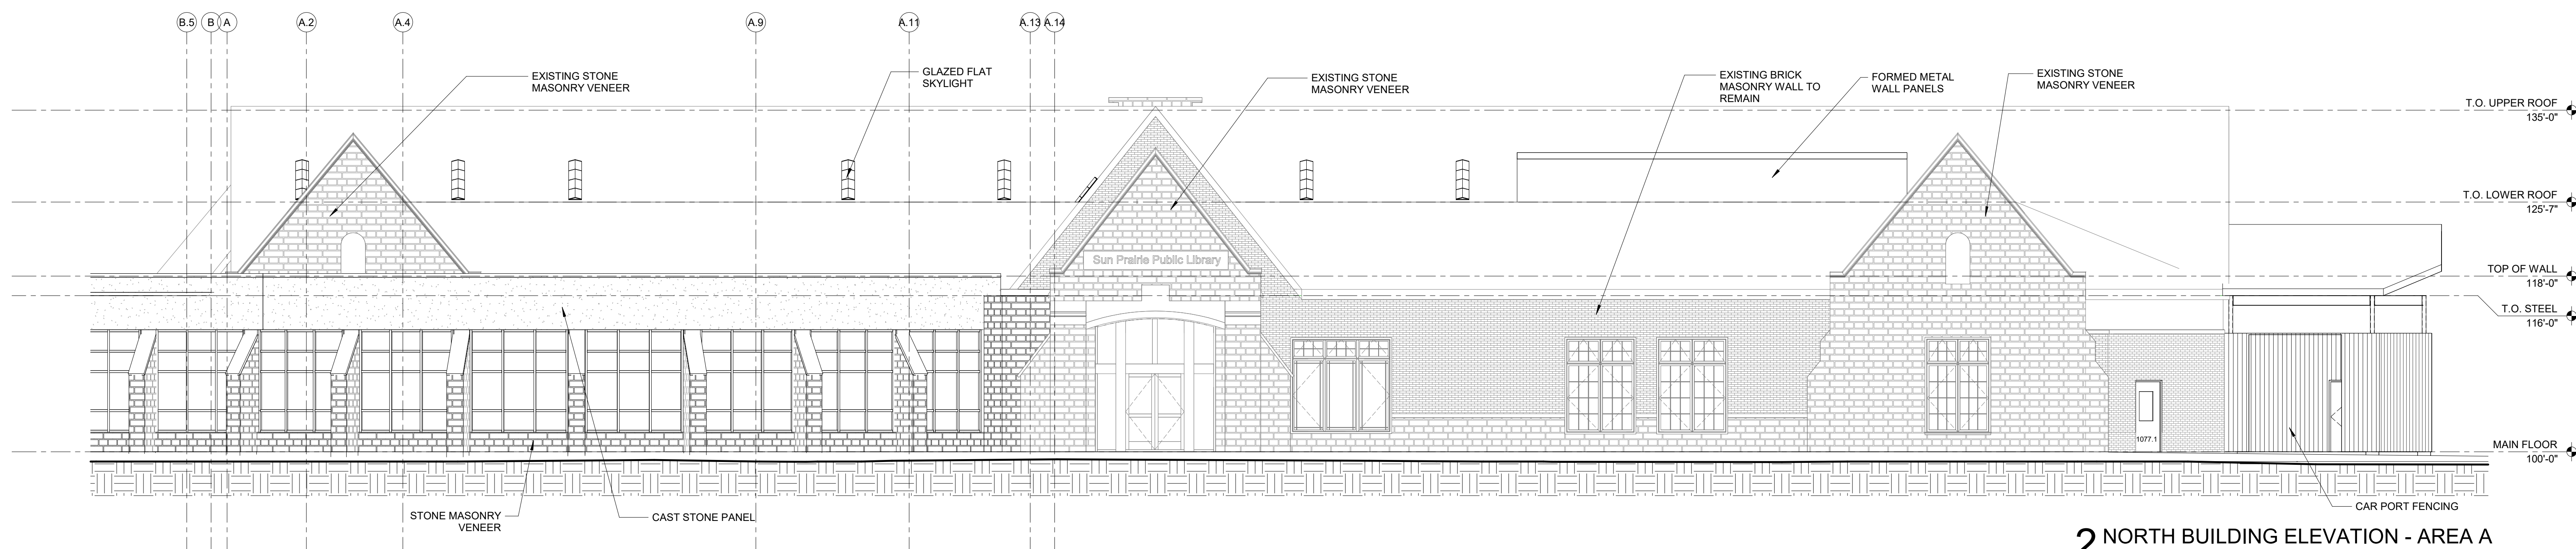 B.5 B A A.2 A.4 A.9 A.11 A.13 A.14
EXISTING STONE
MASONRY VENEER
GLAZED FLAT
SKYLIGHT
EXISTING STONE
MASONRY VENEER
EXISTING BRICK
MASONRY WALL TO
REMAIN
FORMED METAL
WALL PANELS
EXISTING STONE
MASONRY VENEER
T.O. UPPER ROOF
135'-0"
T.O. LOWER ROOF
125'-7"
Sun Prairie Public Library
TOP OF WALL
118'-0"
T.O. STEEL
116'-0"
1077.1
MAIN FLOOR
100'-0"
STONE MASONRY
VENEER
CAST STONE PANEL
CAR PORT FENCING
2 NORTH BUILDING ELEVATION - AREA A